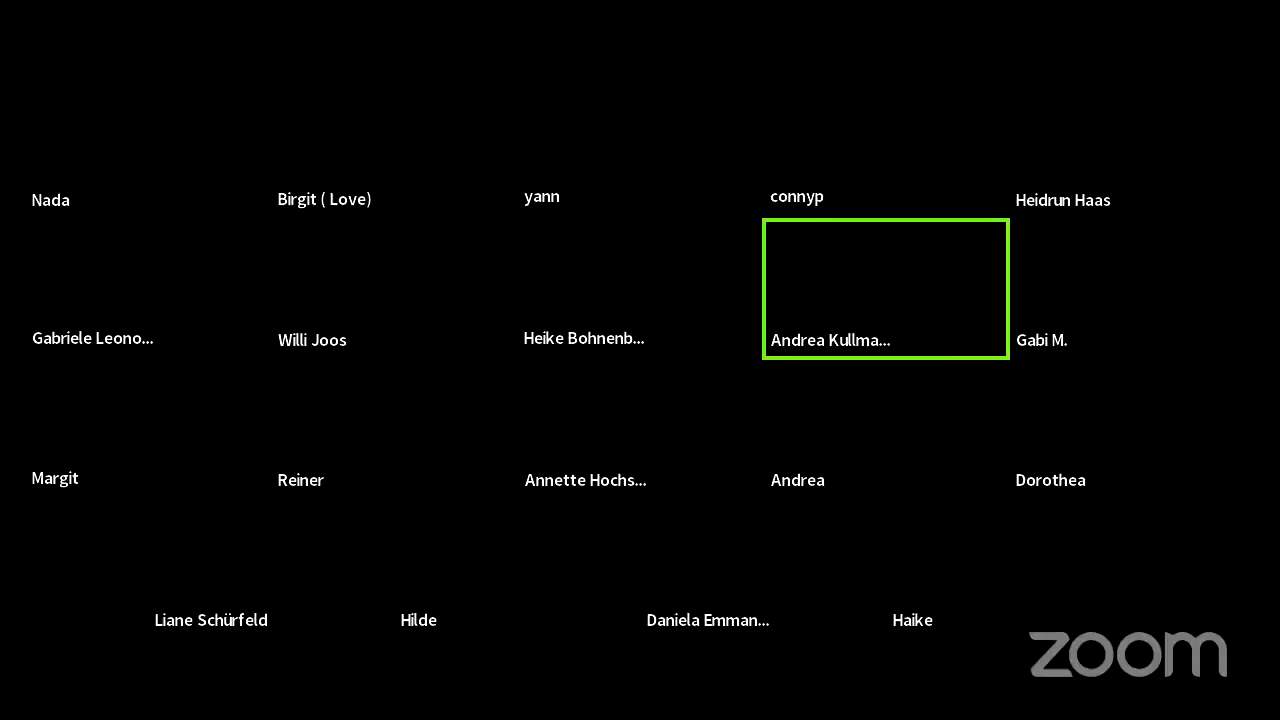 Nada
Birgit ( Love)
yann
connyp
Heidrun Haas
Gabriele Leono...
Willi Joos
Heike Bohnenb...
Andrea Kullma...
Gabi M.
Margit
Reiner
Annette Hochs...
Andrea
Dorothea
Liane Schürfeld
Hilde
Daniela Emman...
Haike
zoom